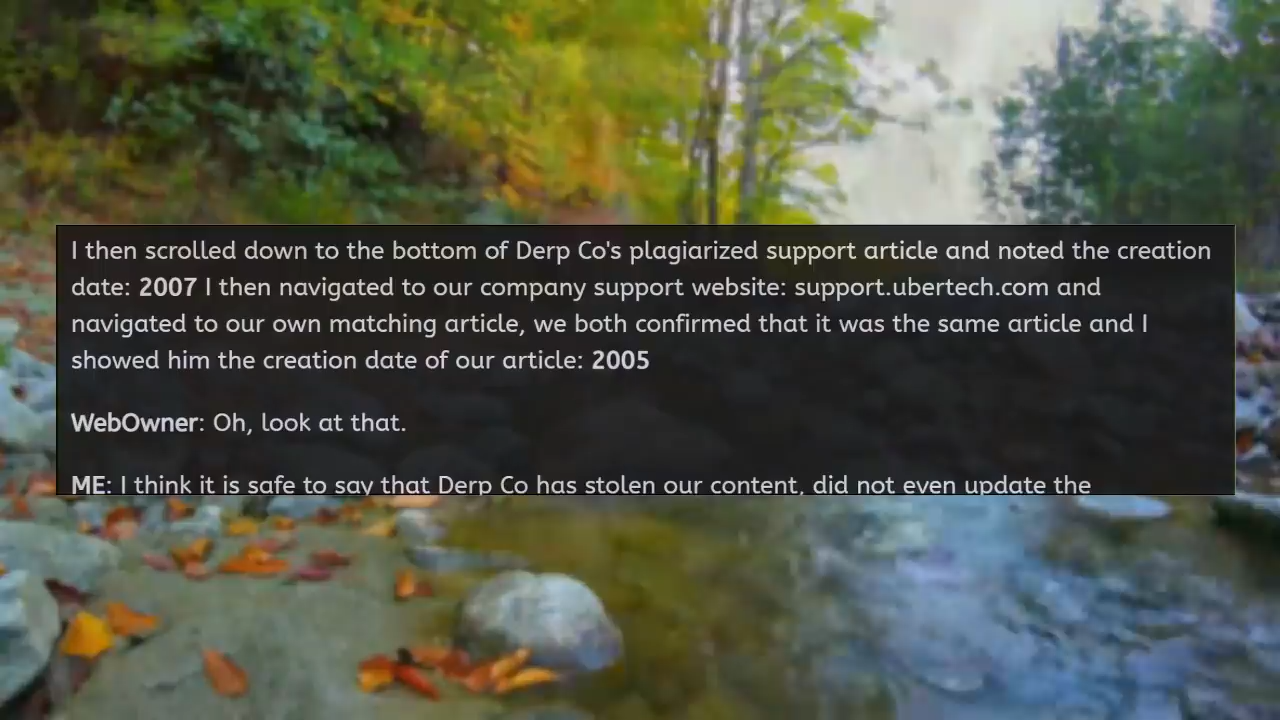 I then scrolled down to the bottom of Derp Co's plagiarized support article and noted the creation
date: 2007 I then navigated to our company support website: support.ubertech.com and
navigated to our own matching article, we both confirmed that it was the same article and I
showed him the creation date of our article: 2005
WebOwner: Oh, look at that.
ME: I think it is safe to say that Derp Co has stolen our content, did not even update the